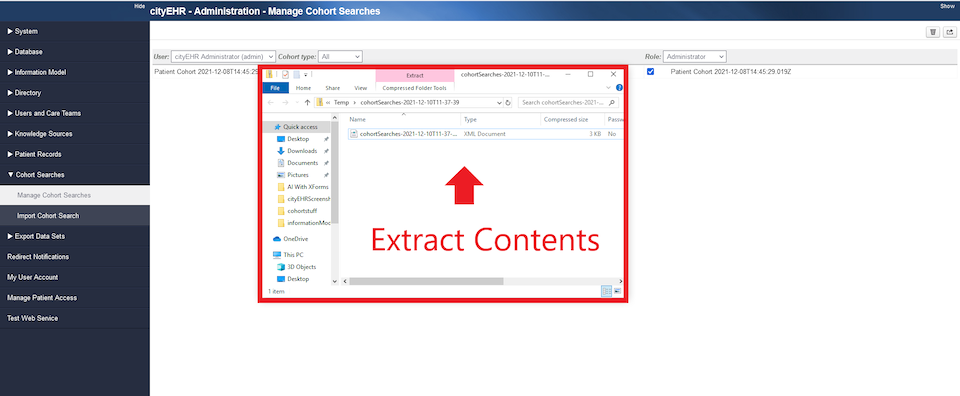 Hide
cityEHR - Administration - Manage Cohort Searches
Show
System
Database
Information Model
Directory
Users and Care Teams
Knowledge Sources
Patient Records
Cohort Searches
Manage Cohort Searches
Import Cohort Search
Export Data Sets
Redirect Notifications
My User Account
Manage Patient Access
Test Web Service
User: cityEHR Administrator (admin) Cohort type: All Role: Administrator
Patient Cohort 2021-12-08T14:45:29
Patient Cohort 2021-12-08T14:45:29.019Z
Extract cohortSearches-2021-12-10T11-...
File Home Share View Compressed Folder Tools
Temp > cohortSearches-2021-12-10T11-37-39
Search cohortSearches-2021-...
Name Type Compressed size Passw
cohortSearches-2021-12-10T11-37-... XML Document 3 KB No
Quick access
Desktop
Downloads
Documents
Pictures
AI With XForms
cityEHRScreensh
cohortstuff
informationMod
OneDrive
This PC
3D Objects
Desktop
1 item
Extract Contents